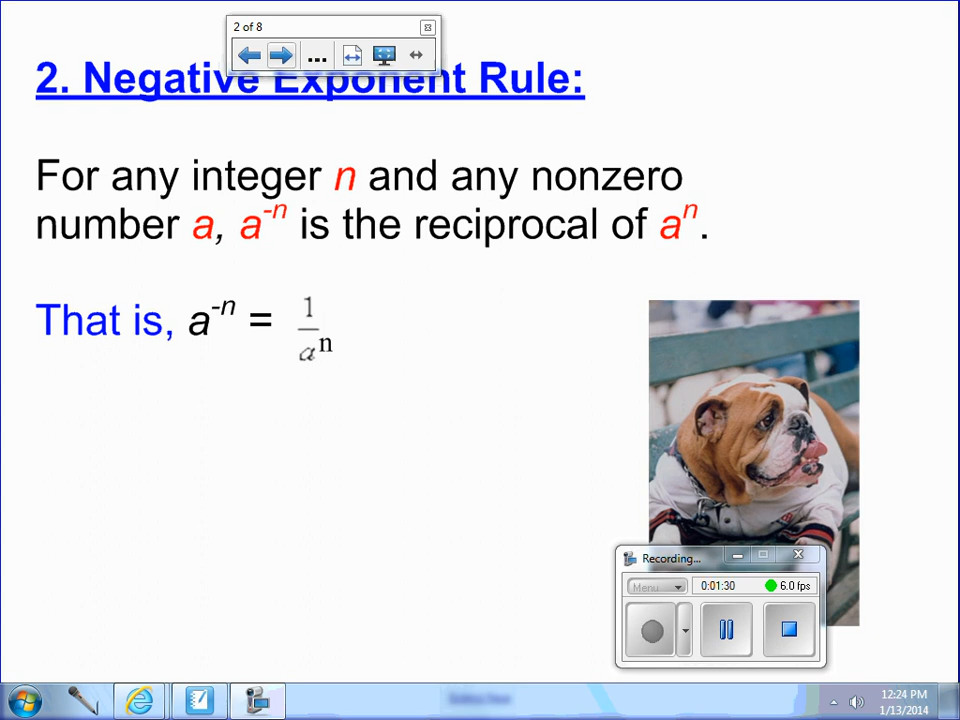 2 of 8
2. Negative Exponent Rule:
For any integer n and any nonzero
number a, a⁻ⁿ is the reciprocal of aⁿ.
That is, a⁻ⁿ = 1/aⁿ
Recording...
Menu
0:01:30
6.0 fps
12:24 PM
1/13/2014